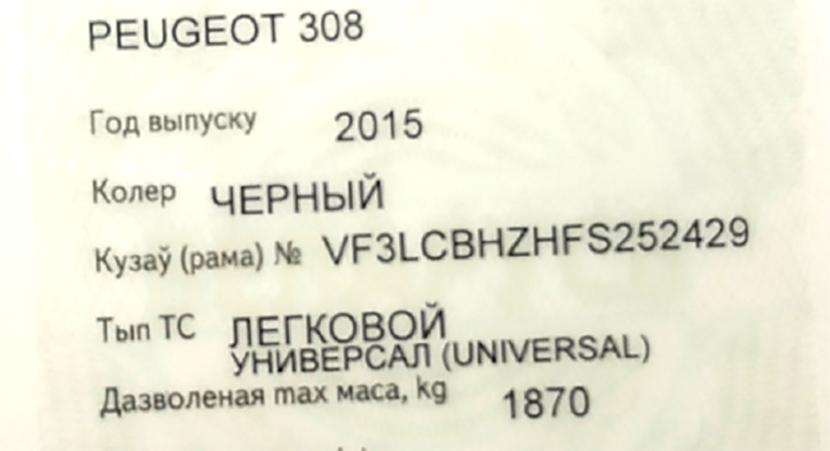 PEUGEOT 308
Год выпуску 2015
Колер ЧЕРНЫЙ
Кузаў (рама) № VF3LCBHZHFS252429
Тып ТС ЛЕГКОВОЙ
УНИВЕРСАЛ (UNIVERSAL)
Дазволеная max маса, kg 1870